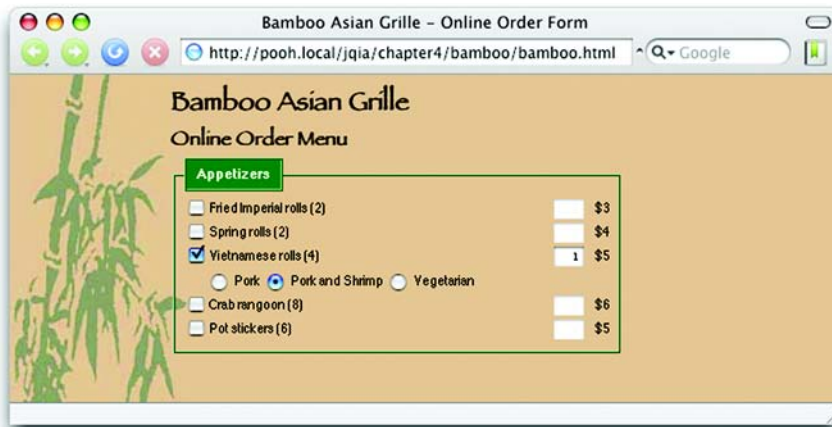 Bamboo Asian Grille – Online Order Form
http://pooh.local/jqia/chapter4/bamboo/bamboo.html Google
Bamboo Asian Grille
Online Order Menu
Appetizers
Fried Imperial rolls (2) $3
Spring rolls (2) $4
Vietnamese rolls (4) 1 $5
Pork Pork and Shrimp Vegetarian
Crab rangoon (8) $6
Pot stickers (6) $5